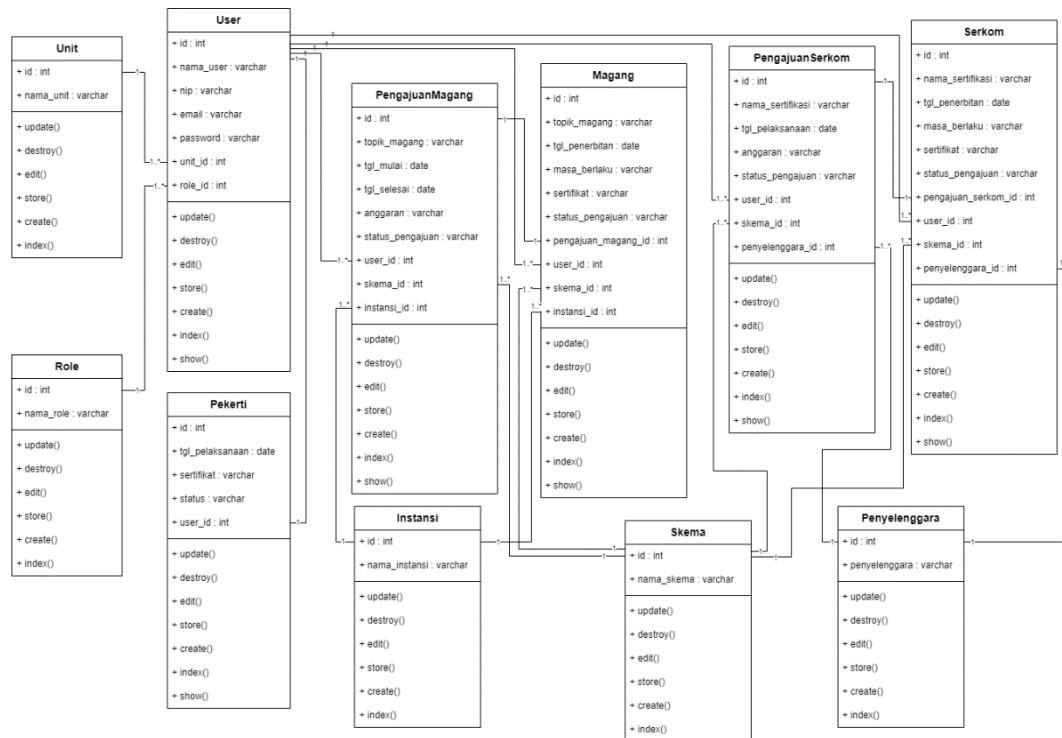 Unit
+ id : int
+ nama_unit : varchar
+ update()
+ destroy()
+ edit()
+ store()
+ create()
+ index()
User
+ id : int
+ nama_user : varchar
+ nip : varchar
+ email : varchar
+ password : varchar
+ unit_id : int
+ role_id : int
+ update()
+ destroy()
+ edit()
+ store()
+ create()
+ index()
+ show()
PengajuanMagang
+ id : int
+ topik_magang : varchar
+ tgl_mulai : date
+ tgl_selesai : date
+ anggaran : varchar
+ status_pengajuan : varchar
+ user_id : int
+ skema_id : int
+ instansi_id : int
+ update()
+ destroy()
+ edit()
+ store()
+ create()
+ index()
+ show()
Magang
+ id : int
+ topik_magang : varchar
+ tgl_penerbitan : date
+ masa_berlaku : date
+ sertifikat : varchar
+ status_pengajuan : varchar
+ pengajuan_magang_id : int
+ user_id : int
+ skema_id : int
+ instansi_id : int
+ update()
+ destroy()
+ edit()
+ store()
+ create()
+ index()
+ show()
PengajuanSerkom
+ id : int
+ nama_sertifikasi : varchar
+ tgl_pelaksanaan : date
+ anggaran : varchar
+ status_pengajuan : varchar
+ user_id : int
+ skema_id : int
+ penyelenggara_id : int
+ update()
+ destroy()
+ edit()
+ store()
+ create()
+ index()
+ show()
Serkom
+ id : int
+ nama_sertifikasi : varchar
+ tgl_penerbitan : date
+ masa_berlaku : varchar
+ sertifikat : varchar
+ status_pengajuan : varchar
+ pengajuan_serkom_id : int
+ user_id : int
+ skema_id : int
+ penyelenggara_id : int
+ update()
+ destroy()
+ edit()
+ store()
+ create()
+ index()
+ show()
Role
+ id : int
+ nama_role : varchar
+ update()
+ destroy()
+ edit()
+ store()
+ create()
+ index()
Pekerti
+ id : int
+ tgl_pelaksanaan : date
+ sertifikat : varchar
+ status : varchar
+ user_id : int
+ update()
+ destroy()
+ edit()
+ store()
+ create()
+ index()
+ show()
Instansi
+ id : int
+ nama_instansi : varchar
+ update()
+ destroy()
+ edit()
+ store()
+ create()
+ index()
Skema
+ id : int
+ nama_skema : varchar
+ update()
+ destroy()
+ edit()
+ store()
+ create()
+ index()
Penyelenggara
+ id : int
+ penyelenggara : varchar
+ update()
+ destroy()
+ edit()
+ store()
+ create()
+ index()